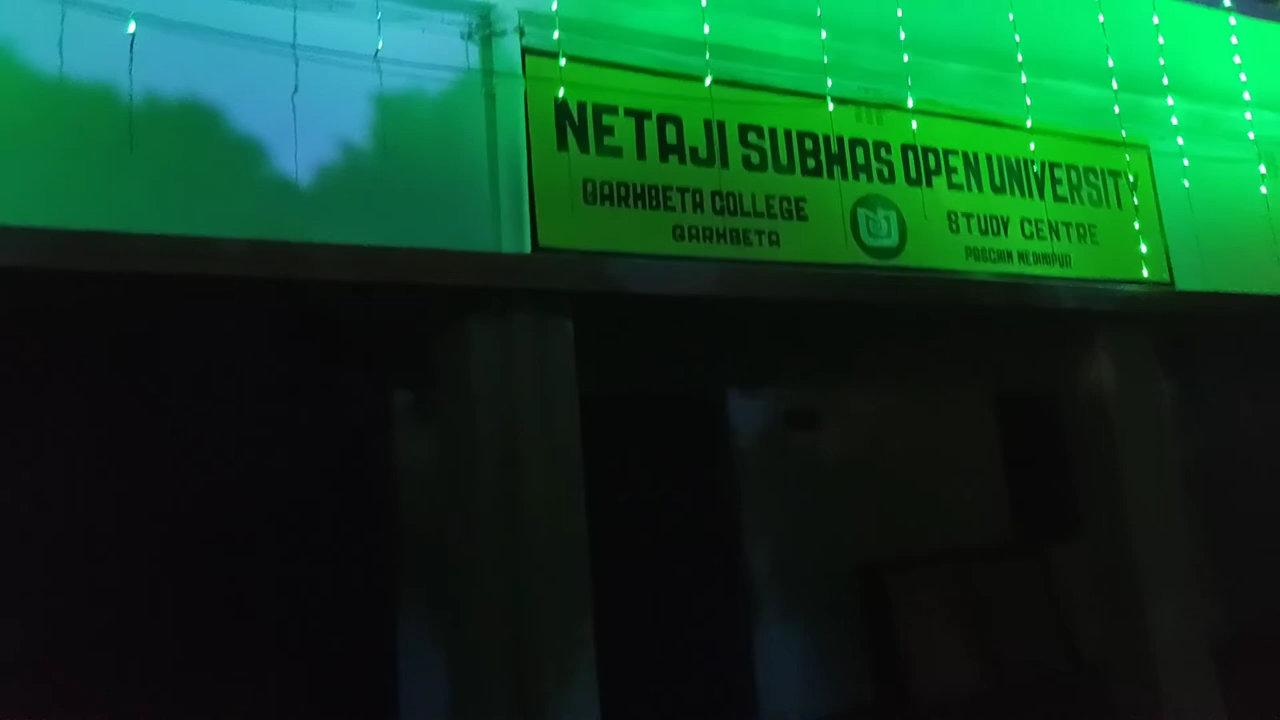 NETAJI SUBHAS OPEN UNIVERSITY
GARHBETA COLLEGE
STUDY CENTRE
GARHBETA
PASCHIM MEDINIPUR